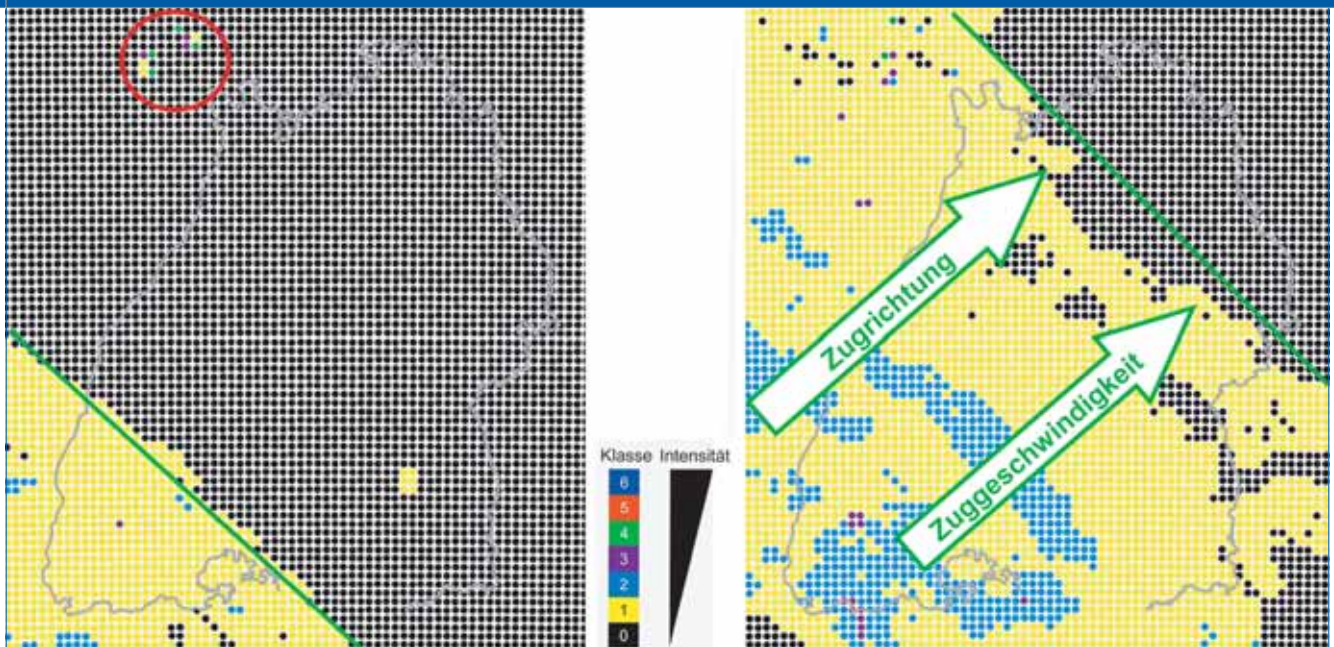 Klasse Intensität
6
5
4
3
2
1
0
Zugrichtung
Zuggeschwindigkeit